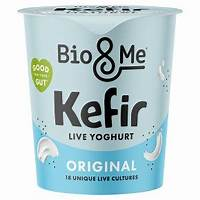 Bio&Me
GOOD
GUT
Kefir
LIVE YOGHURT
ORIGINAL
18 UNIQUE LIVE CULTURES